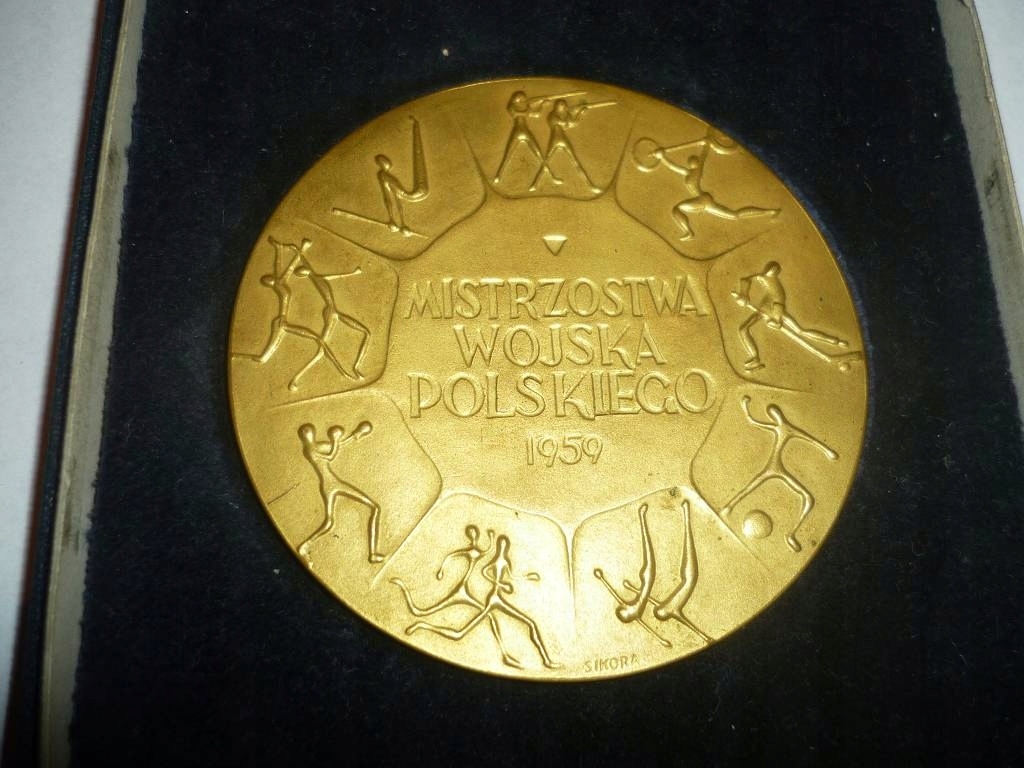 MISTRZOSTWA
WOJSKA
POLSKIEGO
1959
SIKORA